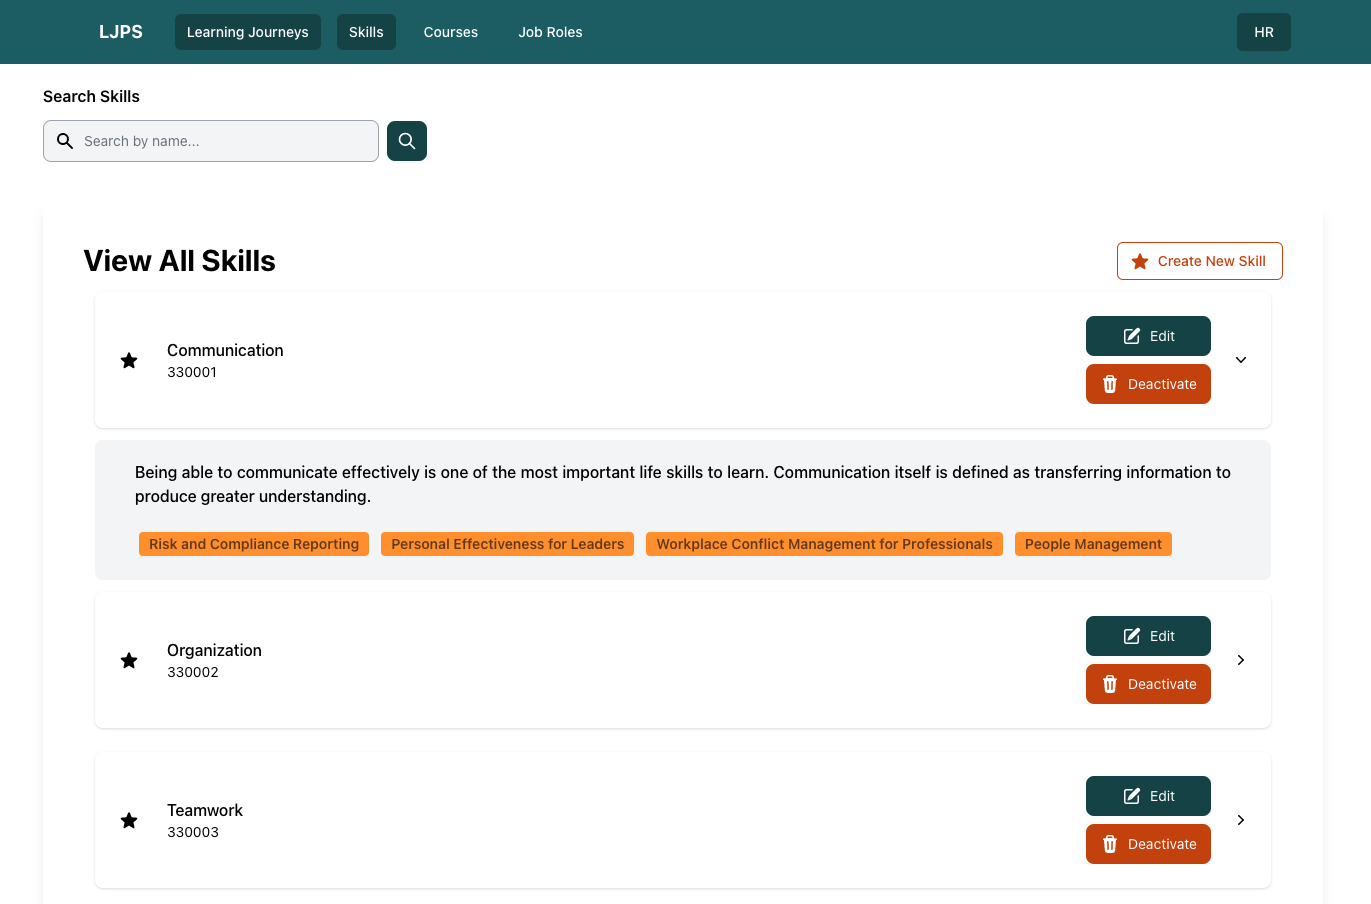 LJPS
Learning Journeys
Skills
Courses
Job Roles
HR
Search Skills
Search by name...
View All Skills
Create New Skill
Communication
330001
Edit
Deactivate
Being able to communicate effectively is one of the most important life skills to learn. Communication itself is defined as transferring information to
produce greater understanding.
Risk and Compliance Reporting
Personal Effectiveness for Leaders
Workplace Conflict Management for Professionals
People Management
Organization
330002
Edit
Deactivate
Teamwork
330003
Edit
Deactivate